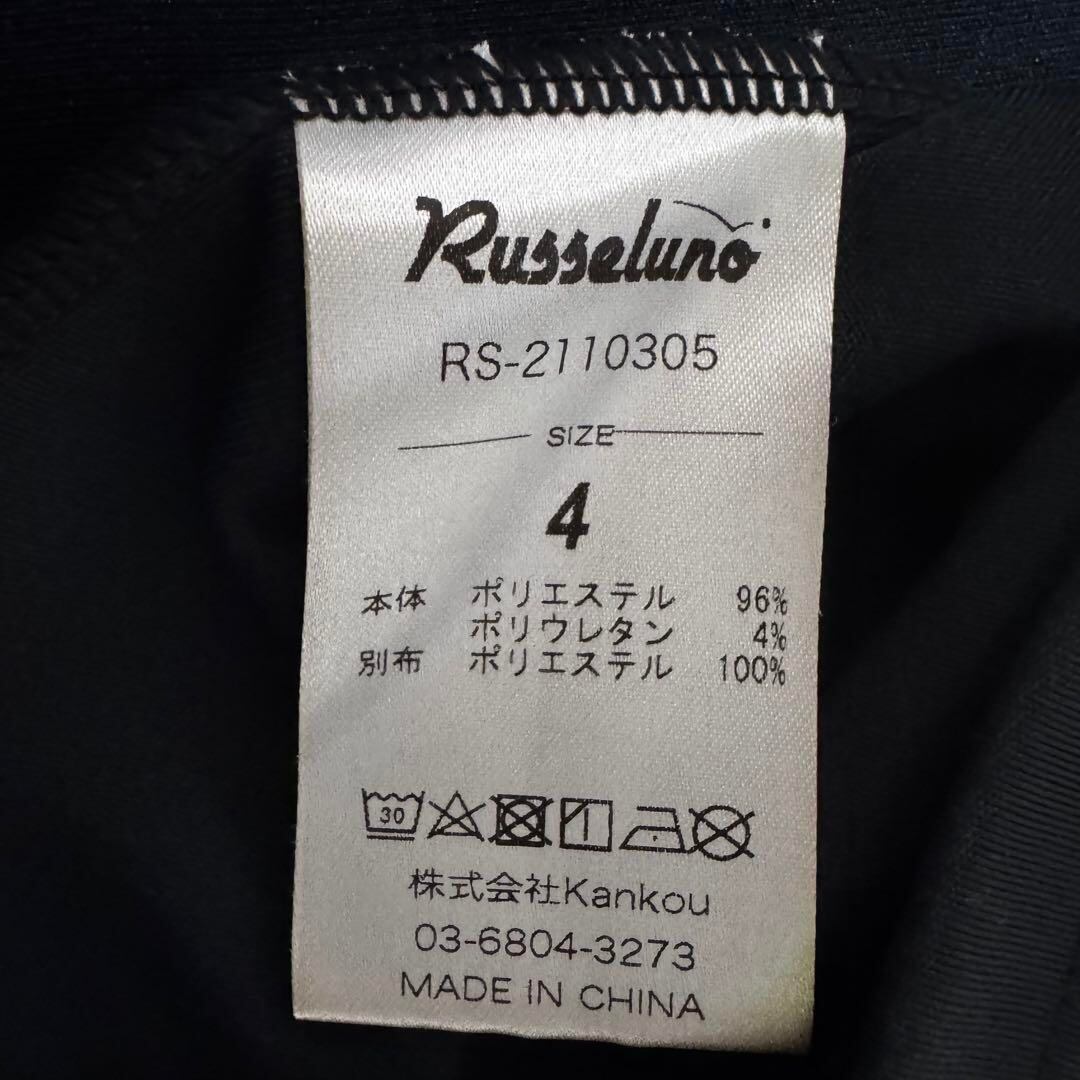 Russeluno
RS-2110305
SIZE
4
本体 ポリエステル 96%
ポリウレタン 4%
別布 ポリエステル 100%
30
株式会社Kankou
03-6804-3273
MADE IN CHINA